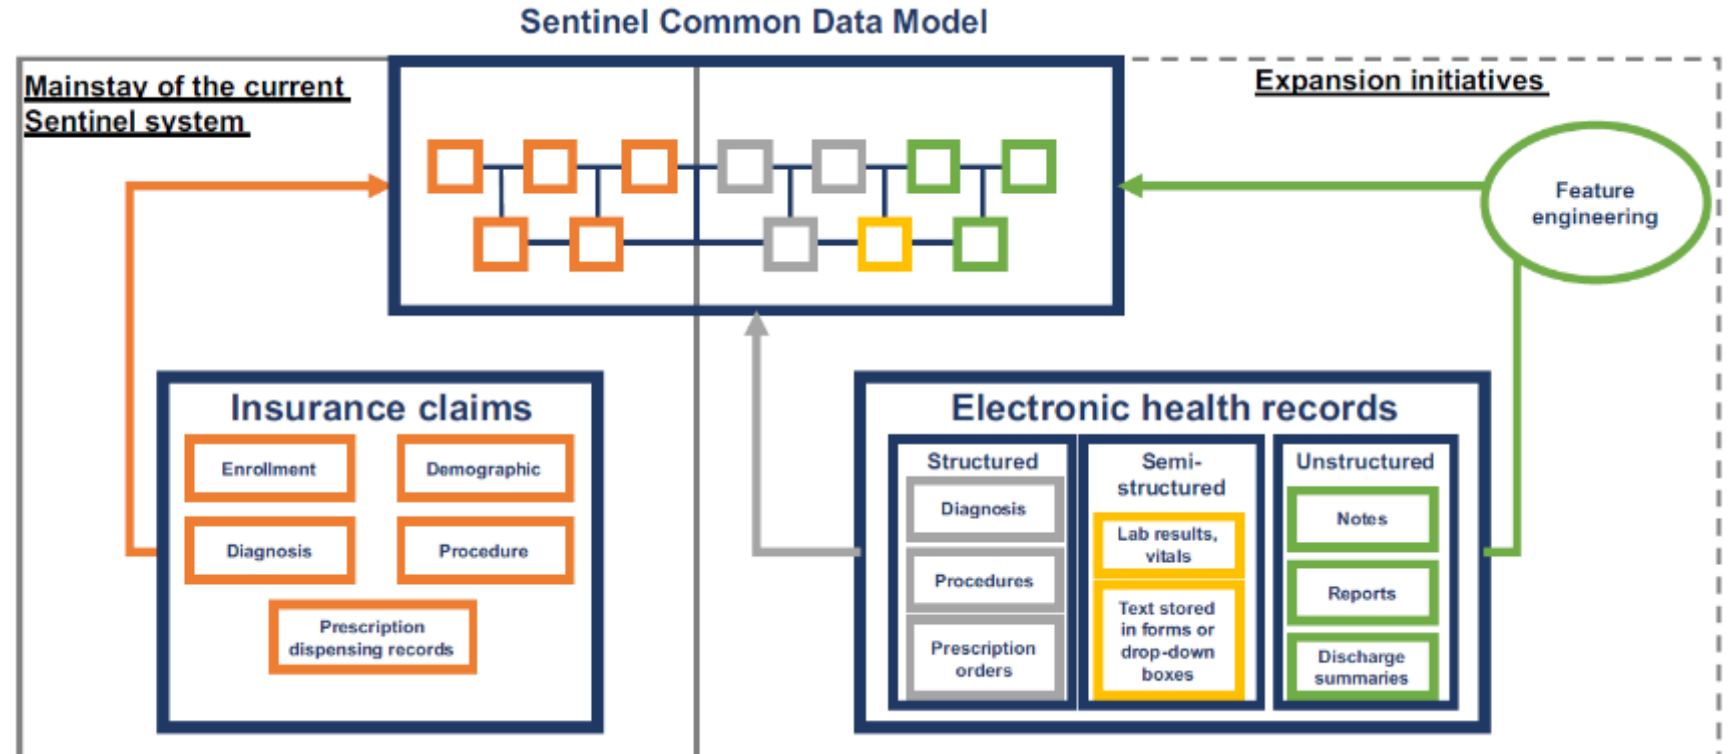 Sentinel Common Data Model
Mainstay of the current
Sentinel system
Expansion initiatives
Feature
engineering
Insurance claims
Enrollment
Demographic
Diagnosis
Procedure
Prescription
dispensing records
Electronic health records
Structured
Diagnosis
Procedures
Prescription
orders
Semi-
structured
Lab results,
vitals
Text stored
in forms or
drop-down
boxes
Unstructured
Notes
Reports
Discharge
summaries